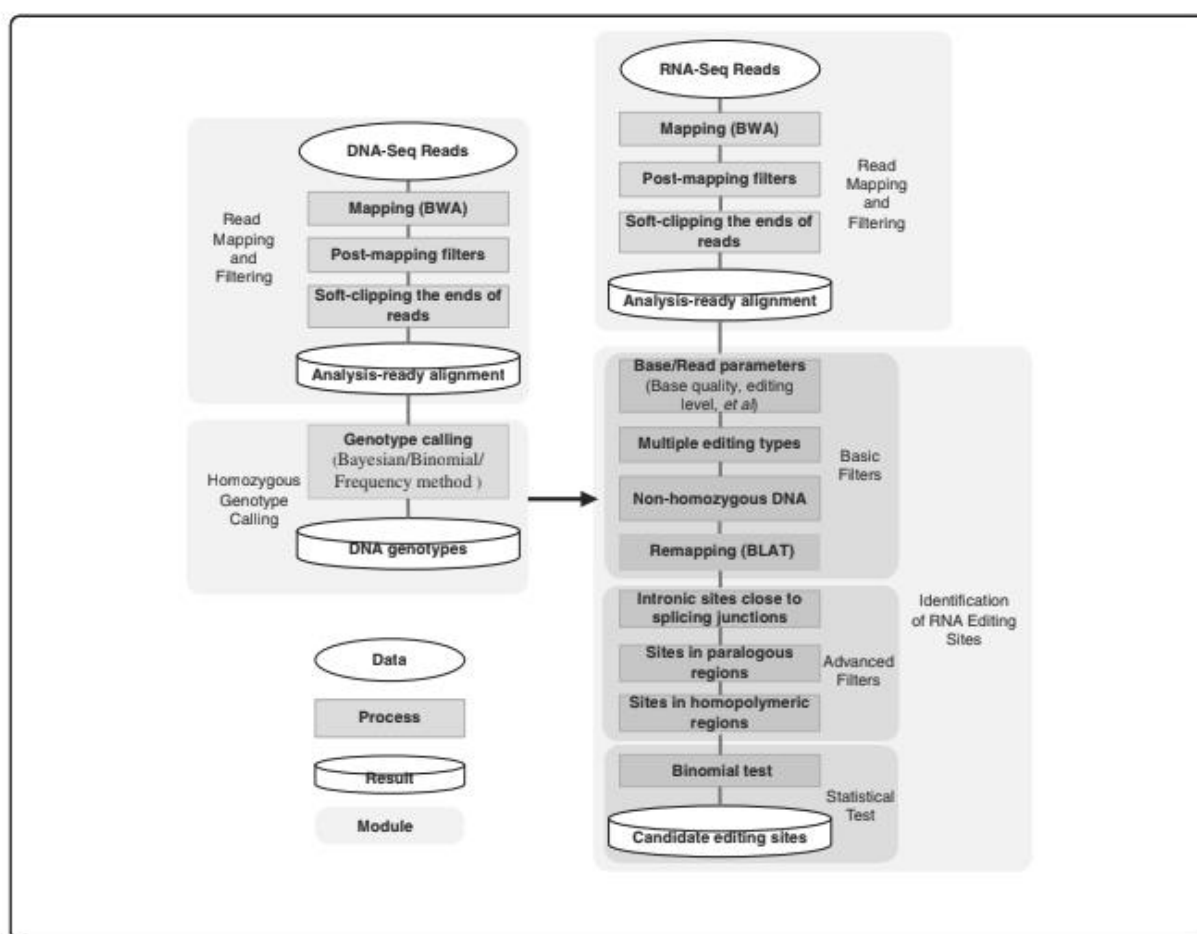 RNA-Seq Reads
Mapping (BWA)
Post-mapping filters
Soft-clipping the ends of
reads
Analysis-ready alignment
Read
Mapping
and
Filtering
DNA-Seq Reads
Mapping (BWA)
Post-mapping filters
Soft-clipping the ends of
reads
Analysis-ready alignment
Read
Mapping
and
Filtering
Genotype calling
(Bayesian/Binomial/
Frequency method )
DNA genotypes
Homozygous
Genotype
Calling
Base/Read parameters
(Base quality, editing
level, et al)
Multiple editing types
Non-homozygous DNA
Remapping (BLAT)
Basic
Filters
Intronic sites close to
splicing junctions
Sites in paralogous
regions
Sites in homopolymeric
regions
Advanced
Filters
Binomial test
Candidate editing sites
Statistical
Test
Identification
of RNA Editing
Sites
Data
Process
Result
Module